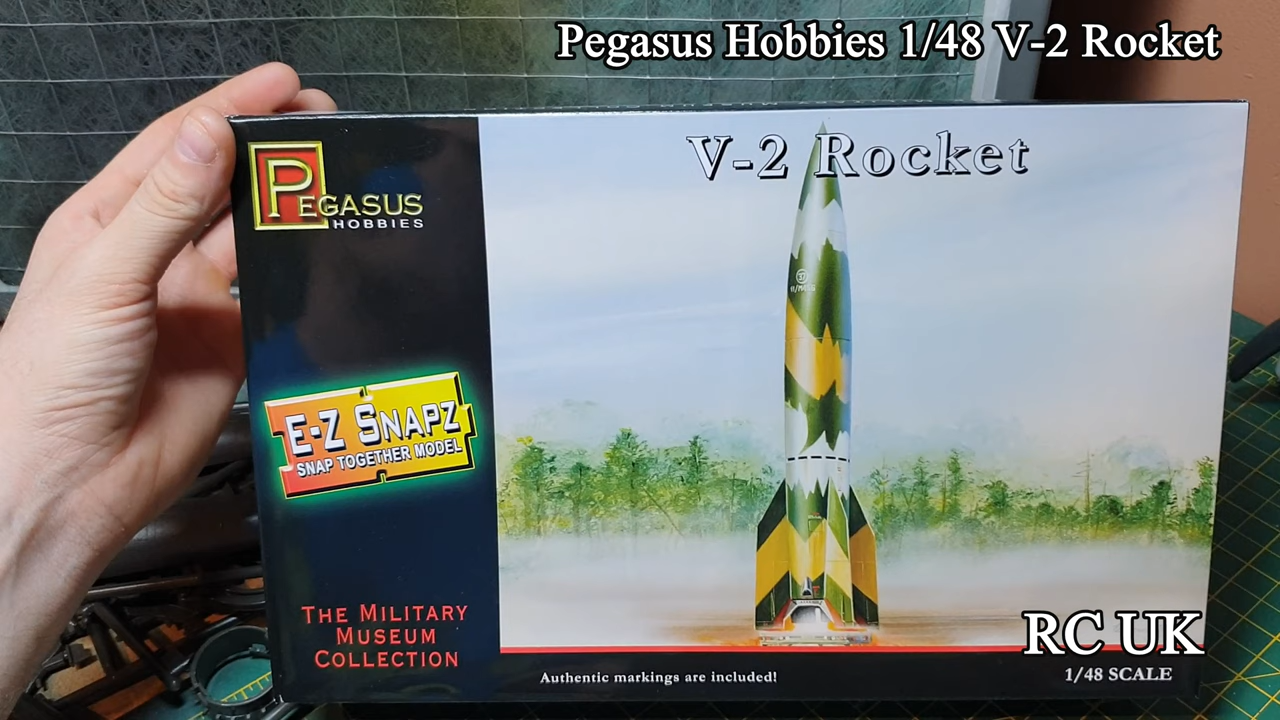 Pegasus Hobbies 1/48 V-2 Rocket
V-2 Rocket
PEGASUS
HOBBIES
E-Z SNAPZ
SNAP TOGETHER MODEL
THE MILITARY
MUSEUM
COLLECTION
Authentic markings are included!
RC UK
1/48 SCALE